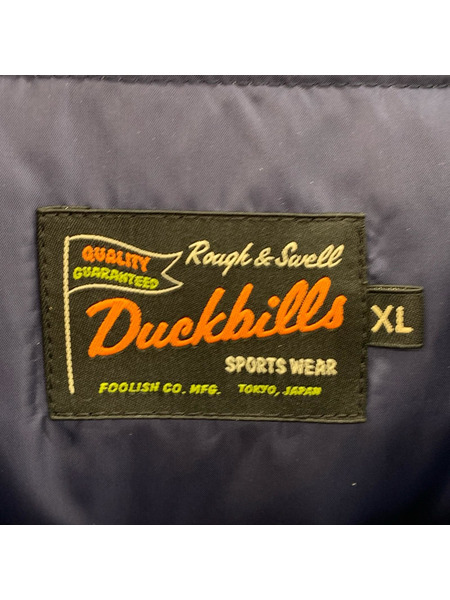 QUALITY
GUARANTEED
Rough & Swell
Duckbills
SPORTS WEAR
FOOLISH CO. MFG. TOKYO, JAPAN
XL